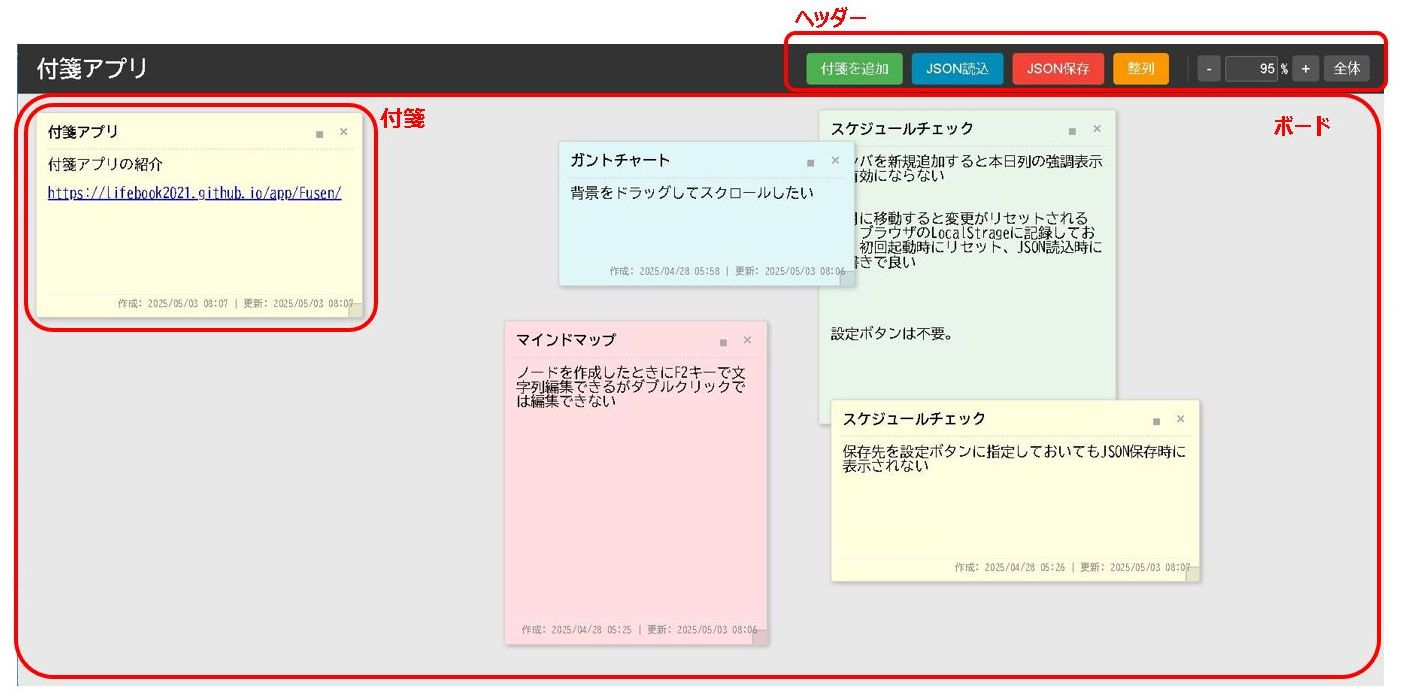 ヘッダー
付箋アプリ
付箋を追加 JSON読込 JSON保存 整列 - 95 % + 全体
付箋
ボード
付箋アプリ
付箋アプリの紹介
https://lifebook2021.github.io/app/Fusen/
作成: 2025/05/03 08:07 | 更新: 2025/05/03 08:07
ガントチャート
背景をドラッグしてスクロールしたい
作成: 2025/04/28 05:58 | 更新: 2025/05/03 08:06
スケジュールチェック
バを新規追加すると本日列の強調表示
効にならない
に移動すると変更がリセットされる
ブラウザのLocalStrageに記録してお
初回起動時にリセット、JSON読込時に
きで良い
設定ボタンは不要。
マインドマップ
ノードを作成したときにF2キーで文
字列編集できるがダブルクリックで
は編集できない
作成: 2025/04/28 05:25 | 更新: 2025/05/03 08:06
スケジュールチェック
保存先を設定ボタンに指定しておいてもJSON保存時に
表示されない
作成: 2025/04/28 05:26 | 更新: 2025/05/03 08:07